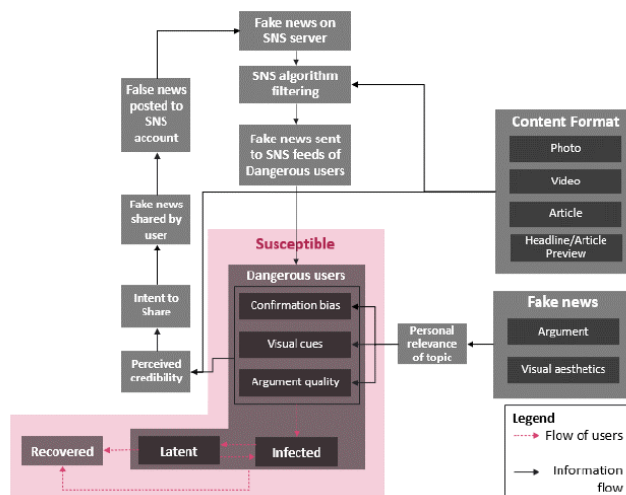 Fake news on
SNS server
SNS algorithm
filtering
Fake news sent
to SNS feeds of
Dangerous users
False news
posted to
SNS
account
Fake news
shared by
user
Intent to
Share
Perceived
credibility
Susceptible
Dangerous users
Confirmation bias
Visual cues
Argument quality
Recovered
Latent
Infected
Personal
relevance
of topic
Content Format
Photo
Video
Article
Headline/Article
Preview
Fake news
Argument
Visual aesthetics
Legend
Flow of users
Information
flow